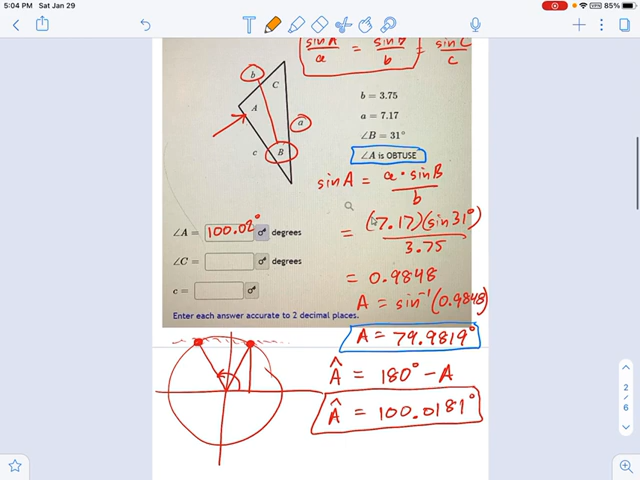 5:04 PM Sat Jan 29
85%
sin A / a = sin B / b = sin C / c
b
C
A
a
c
B
b = 3.75
a = 7.17
∠B = 31°
∠A is OBTUSE
sin A = a · sin B / b
= (7.17)(sin 31°) / 3.75
= 0.9848
A = sin⁻¹(0.9848)
A = 79.9819°
Â = 180° - A
Â = 100.0181°
∠A = 100.02° degrees
∠C = degrees
c =
Enter each answer accurate to 2 decimal places.
2
/
6